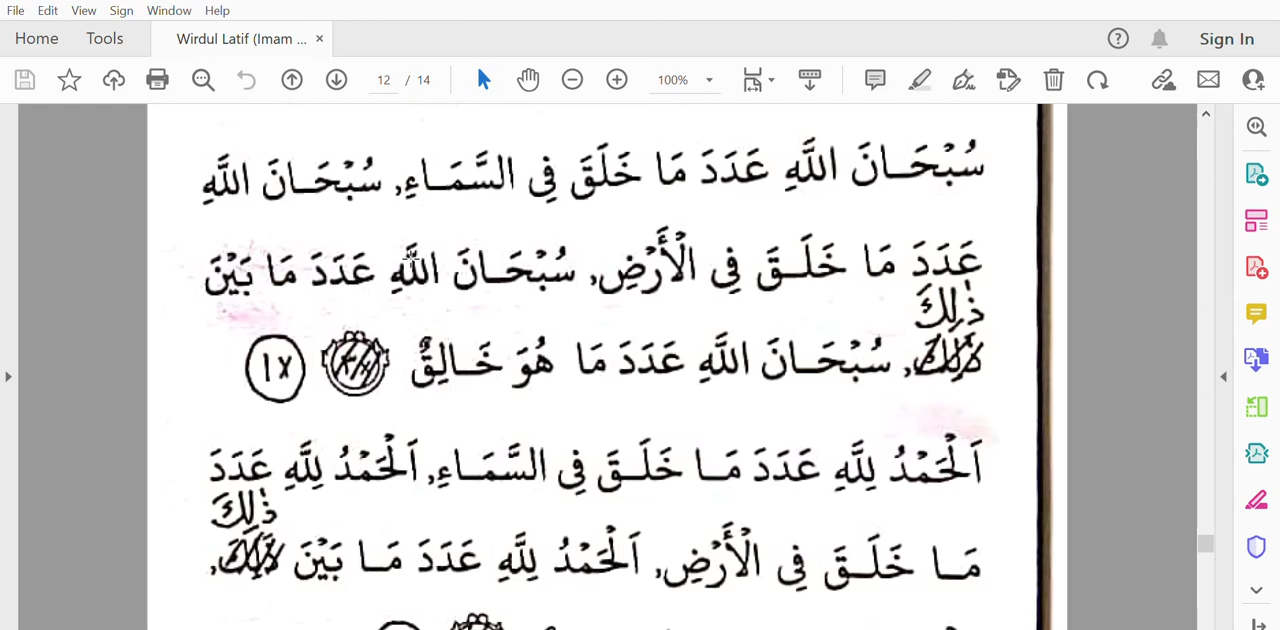 File Edit View Sign Window Help
Home Tools Wirdul Latif (Imam ... × Sign In
12 / 14 100%
سُبْحَانَ اللَّهِ عَدَدَ مَا خَلَقَ فِي السَّمَاءِ, سُبْحَانَ اللَّهِ
عَدَدَ مَا خَلَقَ فِي الْأَرْضِ, سُبْحَانَ اللَّهِ عَدَدَ مَا بَيْنَ
ذٰلِكَ
, سُبْحَانَ اللَّهِ عَدَدَ مَا هُوَ خَالِقٌ 1x
اَلْحَمْدُ لِلَّهِ عَدَدَ مَا خَلَقَ فِي السَّمَاءِ, اَلْحَمْدُ لِلَّهِ عَدَدَ
ذٰلِكَ
مَا خَلَقَ فِي الْأَرْضِ, اَلْحَمْدُ لِلَّهِ عَدَدَ مَا بَيْنَ ,